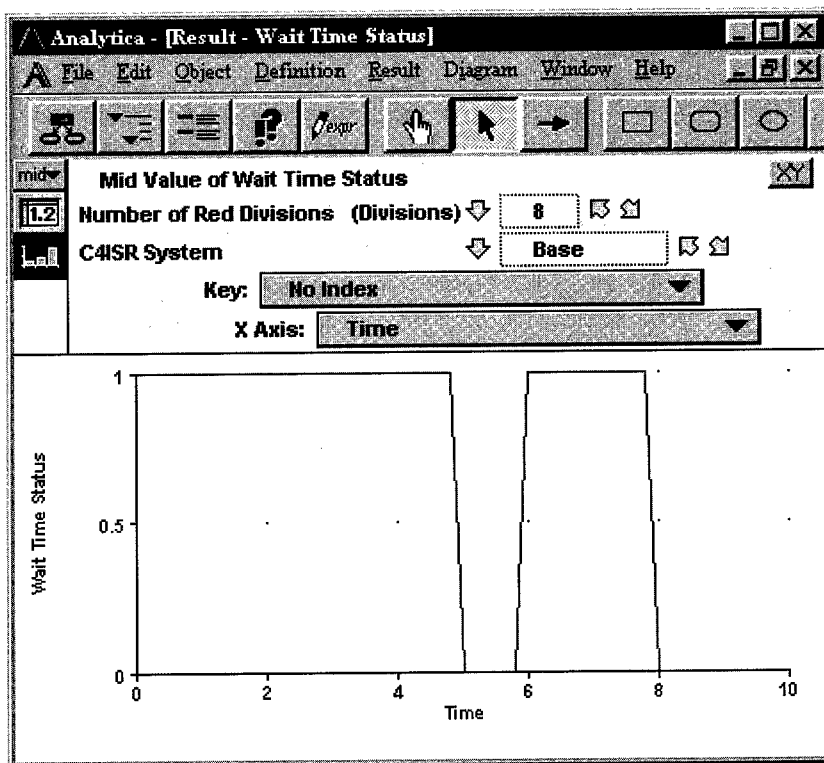 Analytica - [Result - Wait Time Status]
File Edit Object Definition Result Diagram Window Help
expr
mid XY
Mid Value of Wait Time Status
1.2
Number of Red Divisions (Divisions) 8
C4ISR System Base
Key: No Index
X Axis: Time
1
0.5
0
Wait Time Status
0 2 4 6 8 10
Time